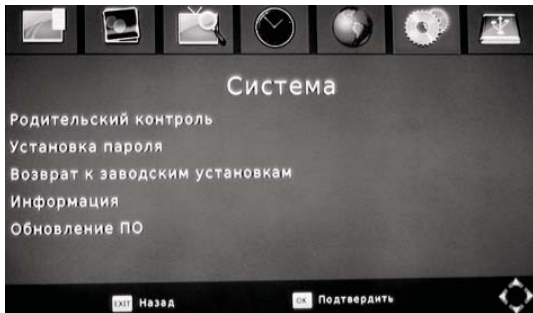 Система
Родительский контроль
Установка пароля
Возврат к заводским установкам
Информация
Обновление ПО
EXIT Назад
OK Подтвердить